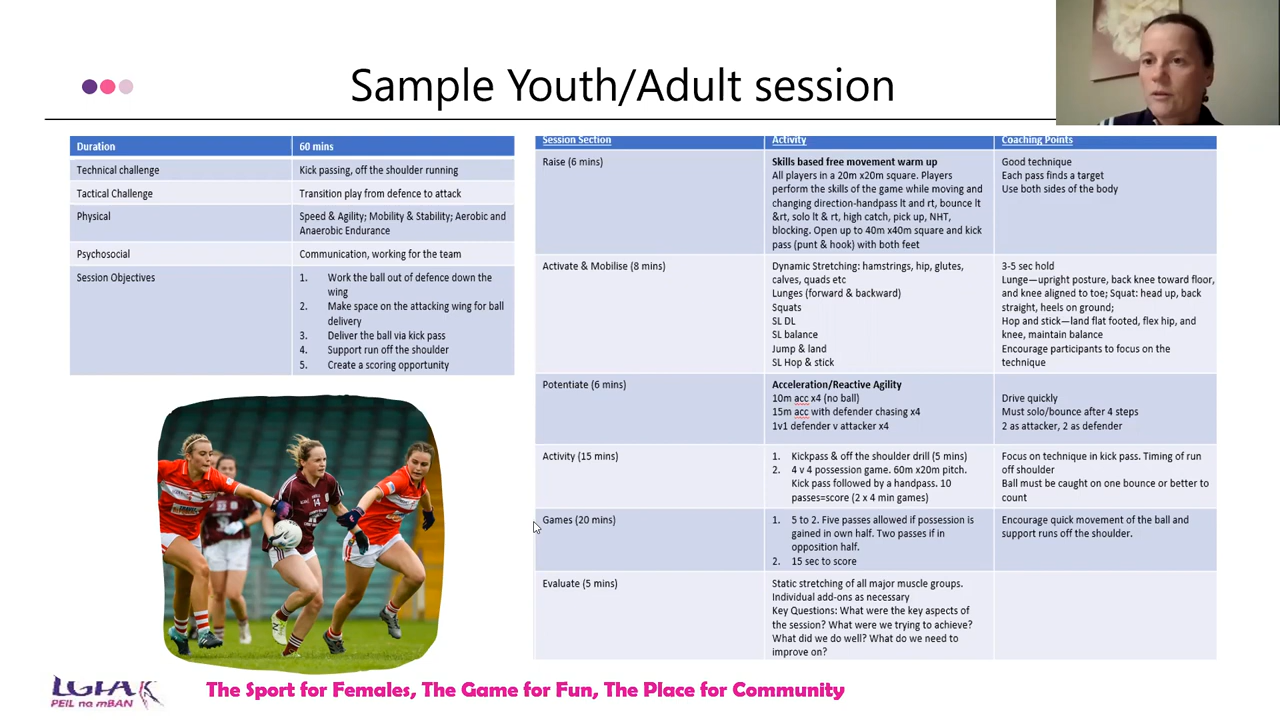 Sample Youth/Adult session
Duration
60 mins
Technical challenge
Kick passing, off the shoulder running
Tactical Challenge
Transition play from defence to attack
Physical
Speed & Agility; Mobility & Stability; Aerobic and
Anaerobic Endurance
Psychosocial
Communication, working for the team
Session Objectives
1. Work the ball out of defence down the
wing
2. Make space on the attacking wing for ball
delivery
3. Deliver the ball via kick pass
4. Support run off the shoulder
5. Create a scoring opportunity
Session Section
Activity
Coaching Points
Raise (6 mins)
Skills based free movement warm up
All players in a 20m x20m square. Players
perform the skills of the game while moving and
changing direction-handpass lt and rt, bounce lt
&rt, solo lt & rt, high catch, pick up, NHT,
blocking. Open up to 40m x40m square and kick
pass (punt & hook) with both feet
Good technique
Each pass finds a target
Use both sides of the body
Activate & Mobilise (8 mins)
Dynamic Stretching: hamstrings, hip, glutes,
calves, quads etc
Lunges (forward & backward)
Squats
SL DL
SL balance
Jump & land
SL Hop & stick
3-5 sec hold
Lunge—upright posture, back knee toward floor,
and knee aligned to toe; Squat: head up, back
straight, heels on ground;
Hop and stick—land flat footed, flex hip, and
knee, maintain balance
Encourage participants to focus on the
technique
Potentiate (6 mins)
Acceleration/Reactive Agility
10m acc x4 (no ball)
15m acc with defender chasing x4
1v1 defender v attacker x4
Drive quickly
Must solo/bounce after 4 steps
2 as attacker, 2 as defender
Activity (15 mins)
1. Kickpass & off the shoulder drill (5 mins)
2. 4 v 4 possession game. 60m x20m pitch.
Kick pass followed by a handpass. 10
passes=score (2 x 4 min games)
Focus on technique in kick pass. Timing of run
off shoulder
Ball must be caught on one bounce or better to
count
Games (20 mins)
1. 5 to 2. Five passes allowed if possession is
gained in own half. Two passes if in
opposition half.
2. 15 sec to score
Encourage quick movement of the ball and
support runs off the shoulder.
Evaluate (5 mins)
Static stretching of all major muscle groups.
Individual add-ons as necessary
Key Questions: What were the key aspects of
the session? What were we trying to achieve?
What did we do well? What do we need to
improve on?
14
LGFA
PEIL na mBAN
The Sport for Females, The Game for Fun, The Place for Community